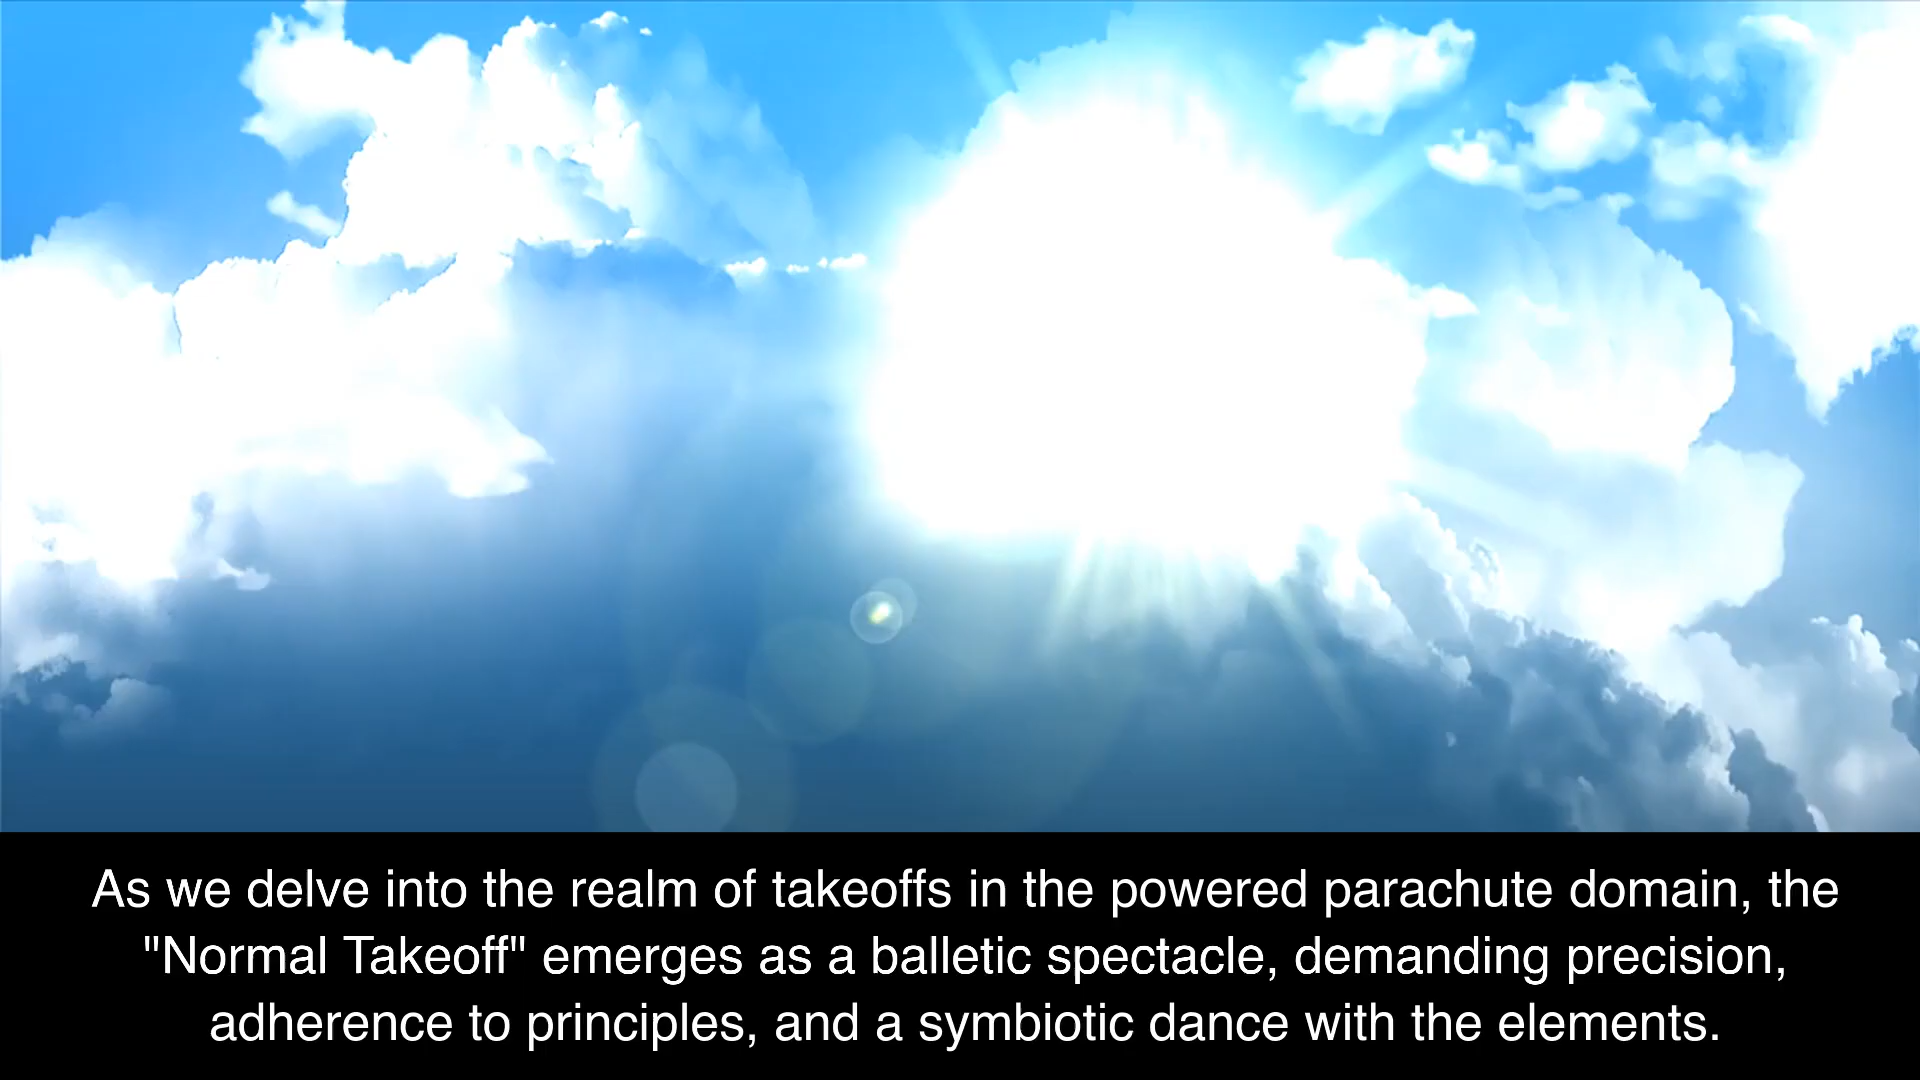 As we delve into the realm of takeoffs in the powered parachute domain, the
"Normal Takeoff" emerges as a balletic spectacle, demanding precision,
adherence to principles, and a symbiotic dance with the elements.